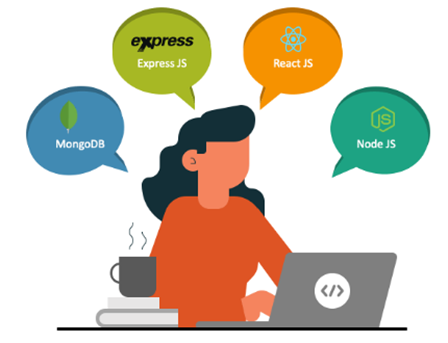 express
Express JS
React JS
MongoDB
JS
Node JS
</>